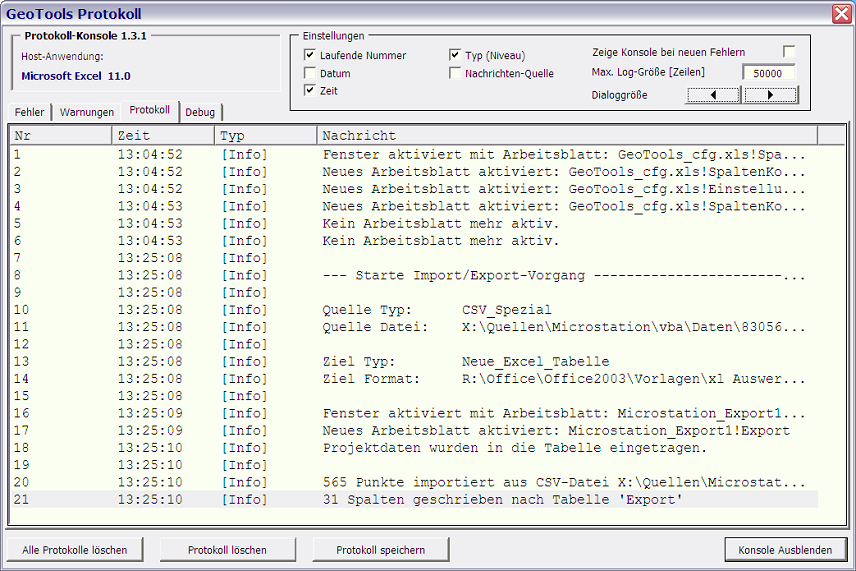 GeoTools Protokoll
Protokoll-Konsole 1.3.1
Host-Anwendung:
Microsoft Excel 11.0
Einstellungen
Laufende Nummer
Datum
Zeit
Typ (Niveau)
Nachrichten-Quelle
Zeige Konsole bei neuen Fehlern
Max. Log-Größe [Zeilen] 50000
Dialoggröße
Fehler Warnungen Protokoll Debug
Nr Zeit Typ Nachricht
1 13:04:52 [Info] Fenster aktiviert mit Arbeitsblatt: GeoTools_cfg.xls!Spa...
2 13:04:52 [Info] Neues Arbeitsblatt aktiviert: GeoTools_cfg.xls!SpaltenKo...
3 13:04:52 [Info] Neues Arbeitsblatt aktiviert: GeoTools_cfg.xls!Einstellu...
4 13:04:53 [Info] Neues Arbeitsblatt aktiviert: GeoTools_cfg.xls!SpaltenKo...
5 13:04:53 [Info] Kein Arbeitsblatt mehr aktiv.
6 13:04:53 [Info] Kein Arbeitsblatt mehr aktiv.
7 13:25:08 [Info]
8 13:25:08 [Info] --- Starte Import/Export-Vorgang -----------------------...
9 13:25:08 [Info]
10 13:25:08 [Info] Quelle Typ: CSV_Spezial
11 13:25:08 [Info] Quelle Datei: X:\Quellen\Microstation\vba\Daten\83056...
12 13:25:08 [Info]
13 13:25:08 [Info] Ziel Typ: Neue_Excel_Tabelle
14 13:25:08 [Info] Ziel Format: R:\Office\Office2003\Vorlagen\xl Auswer...
15 13:25:08 [Info]
16 13:25:09 [Info] Fenster aktiviert mit Arbeitsblatt: Microstation_Export1...
17 13:25:09 [Info] Neues Arbeitsblatt aktiviert: Microstation_Export1!Export
18 13:25:10 [Info] Projektdaten wurden in die Tabelle eingetragen.
19 13:25:10 [Info]
20 13:25:10 [Info] 565 Punkte importiert aus CSV-Datei X:\Quellen\Microstat...
21 13:25:10 [Info] 31 Spalten geschrieben nach Tabelle 'Export'
Alle Protokolle löschen Protokoll löschen Protokoll speichern Konsole Ausblenden